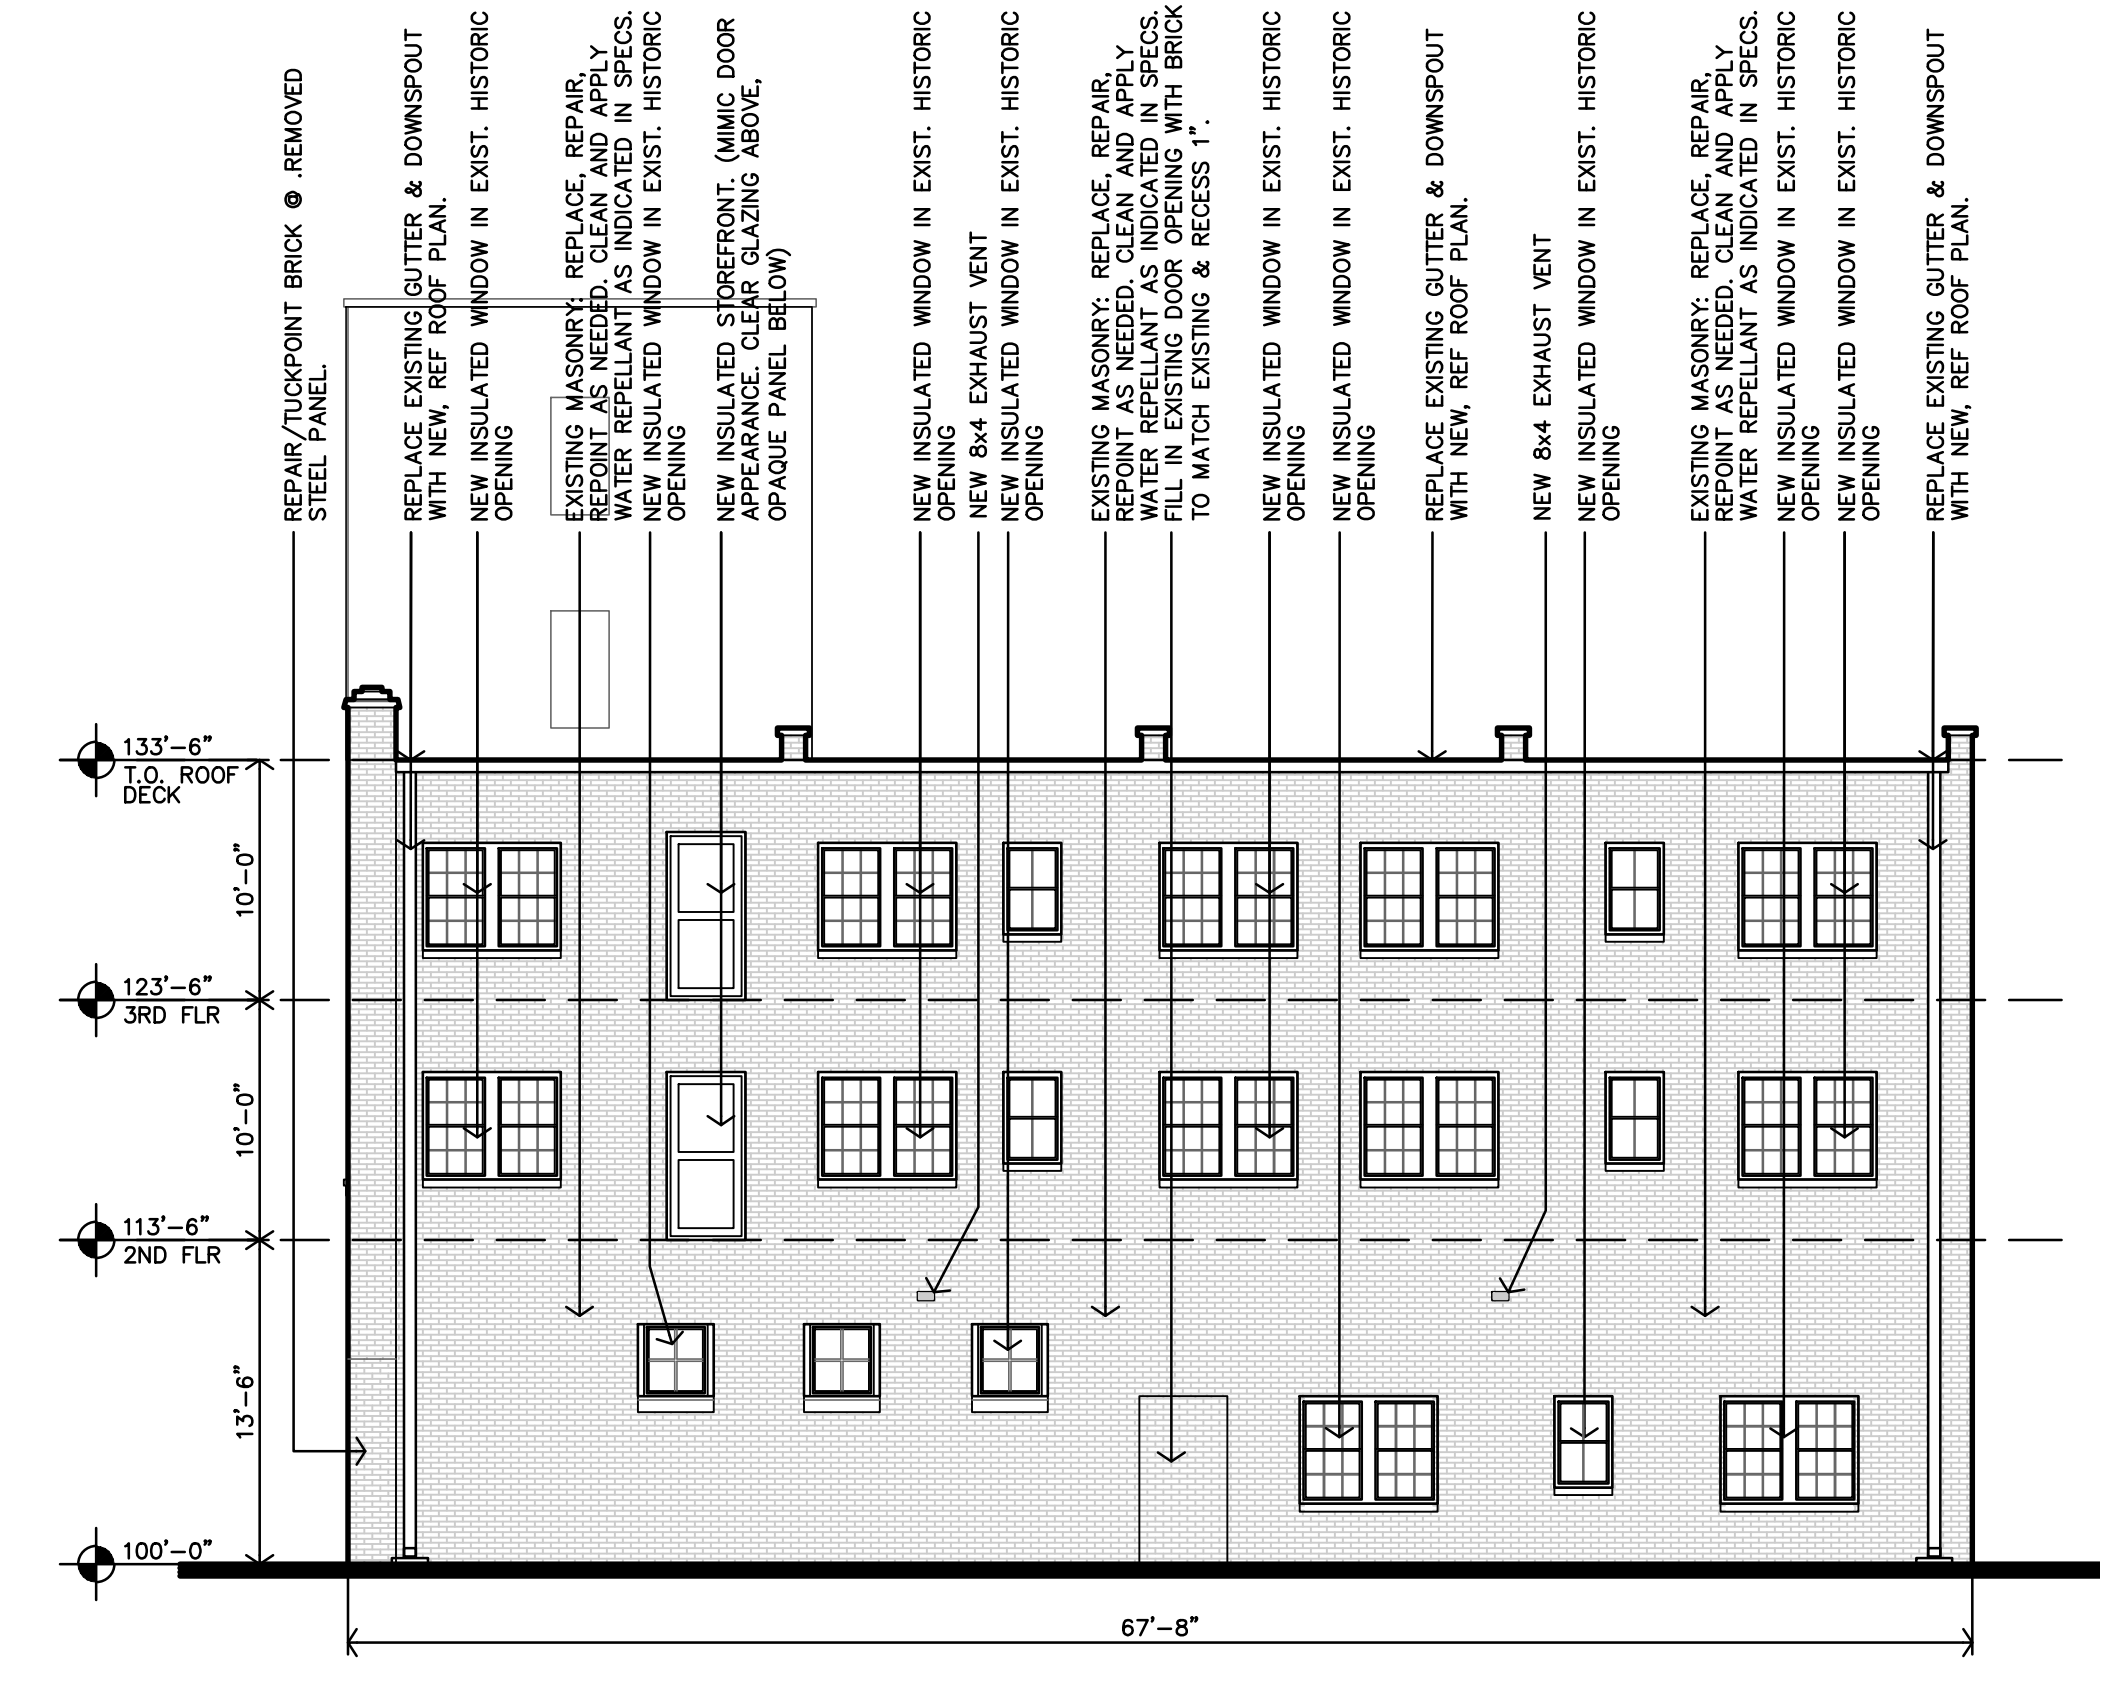 REPAIR/TUCKPOINT BRICK @ .REMOVED
STEEL PANEL.
REPLACE EXISTING GUTTER & DOWNSPOUT
WITH NEW, REF ROOF PLAN.
NEW INSULATED WINDOW IN EXIST. HISTORIC
OPENING
EXISTING MASONRY: REPLACE, REPAIR,
REPOINT AS NEEDED. CLEAN AND APPLY
WATER REPELLANT AS INDICATED IN SPECS.
NEW INSULATED WINDOW IN EXIST. HISTORIC
OPENING
NEW INSULATED STOREFRONT. (MIMIC DOOR
APPEARANCE. CLEAR GLAZING ABOVE,
OPAQUE PANEL BELOW)
NEW INSULATED WINDOW IN EXIST. HISTORIC
OPENING
NEW 8x4 EXHAUST VENT
NEW INSULATED WINDOW IN EXIST. HISTORIC
OPENING
EXISTING MASONRY: REPLACE, REPAIR,
REPOINT AS NEEDED. CLEAN AND APPLY
WATER REPELLANT AS INDICATED IN SPECS.
FILL IN EXISTING DOOR OPENING WITH BRICK
TO MATCH EXISTING & RECESS 1".
NEW INSULATED WINDOW IN EXIST. HISTORIC
OPENING
NEW INSULATED WINDOW IN EXIST. HISTORIC
OPENING
REPLACE EXISTING GUTTER & DOWNSPOUT
WITH NEW, REF ROOF PLAN.
NEW 8x4 EXHAUST VENT
NEW INSULATED WINDOW IN EXIST. HISTORIC
OPENING
EXISTING MASONRY: REPLACE, REPAIR,
REPOINT AS NEEDED. CLEAN AND APPLY
WATER REPELLANT AS INDICATED IN SPECS.
NEW INSULATED WINDOW IN EXIST. HISTORIC
OPENING
NEW INSULATED WINDOW IN EXIST. HISTORIC
OPENING
REPLACE EXISTING GUTTER & DOWNSPOUT
WITH NEW, REF ROOF PLAN.
133'-6"
T.O. ROOF
DECK
10'-0"
123'-6"
3RD FLR
10'-0"
113'-6"
2ND FLR
13'-6"
100'-0"
67'-8"